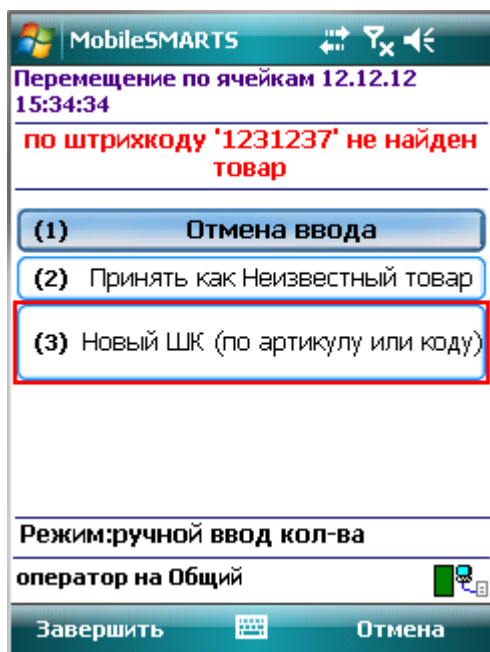 MobileSMARTS
Перемещение по ячейкам 12.12.12
15:34:34
по штрихкоду '1231237' не найден
товар
(1) Отмена ввода
(2) Принять как Неизвестный товар
(3) Новый ШК (по артикулу или коду)
Режим:ручной ввод кол-ва
оператор на Общий
Завершить Отмена